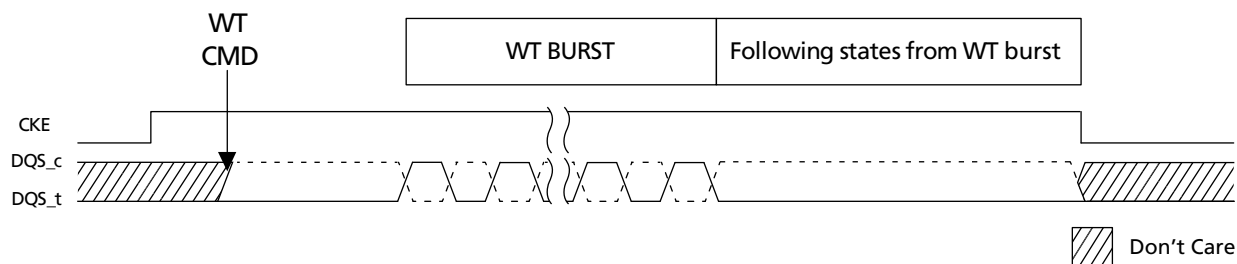 WT
CMD
WT BURST
Following states from WT burst
CKE
DQS_c
DQS_t
Don't Care